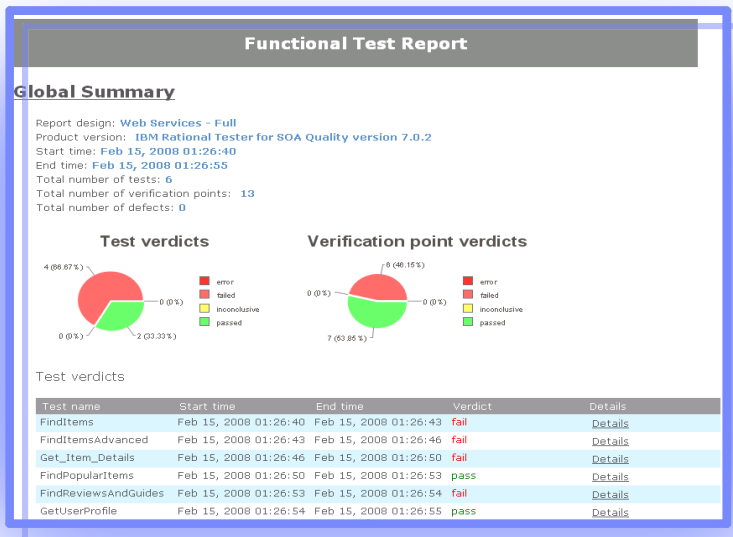 Functional Test Report
Global Summary
Report design: Web Services - Full
Product version: IBM Rational Tester for SOA Quality version 7.0.2
Start time: Feb 15, 2008 01:26:40
End time: Feb 15, 2008 01:26:55
Total number of tests: 6
Total number of verification points: 13
Total number of defects: 0
Test verdicts
4 (66.67%)
0 (0%)
0 (0%)
2 (33.33%)
error
failed
inconclusive
passed
Verification point verdicts
6 (46.15%)
0 (0%)
0 (0%)
7 (53.85%)
error
failed
inconclusive
passed
Test verdicts
Test name Start time End time Verdict Details
FindItems Feb 15, 2008 01:26:40 Feb 15, 2008 01:26:43 fail Details
FindItemsAdvanced Feb 15, 2008 01:26:43 Feb 15, 2008 01:26:46 fail Details
Get_Item_Details Feb 15, 2008 01:26:46 Feb 15, 2008 01:26:50 fail Details
FindPopularItems Feb 15, 2008 01:26:50 Feb 15, 2008 01:26:53 pass Details
FindReviewsAndGuides Feb 15, 2008 01:26:53 Feb 15, 2008 01:26:54 fail Details
GetUserProfile Feb 15, 2008 01:26:54 Feb 15, 2008 01:26:55 pass Details